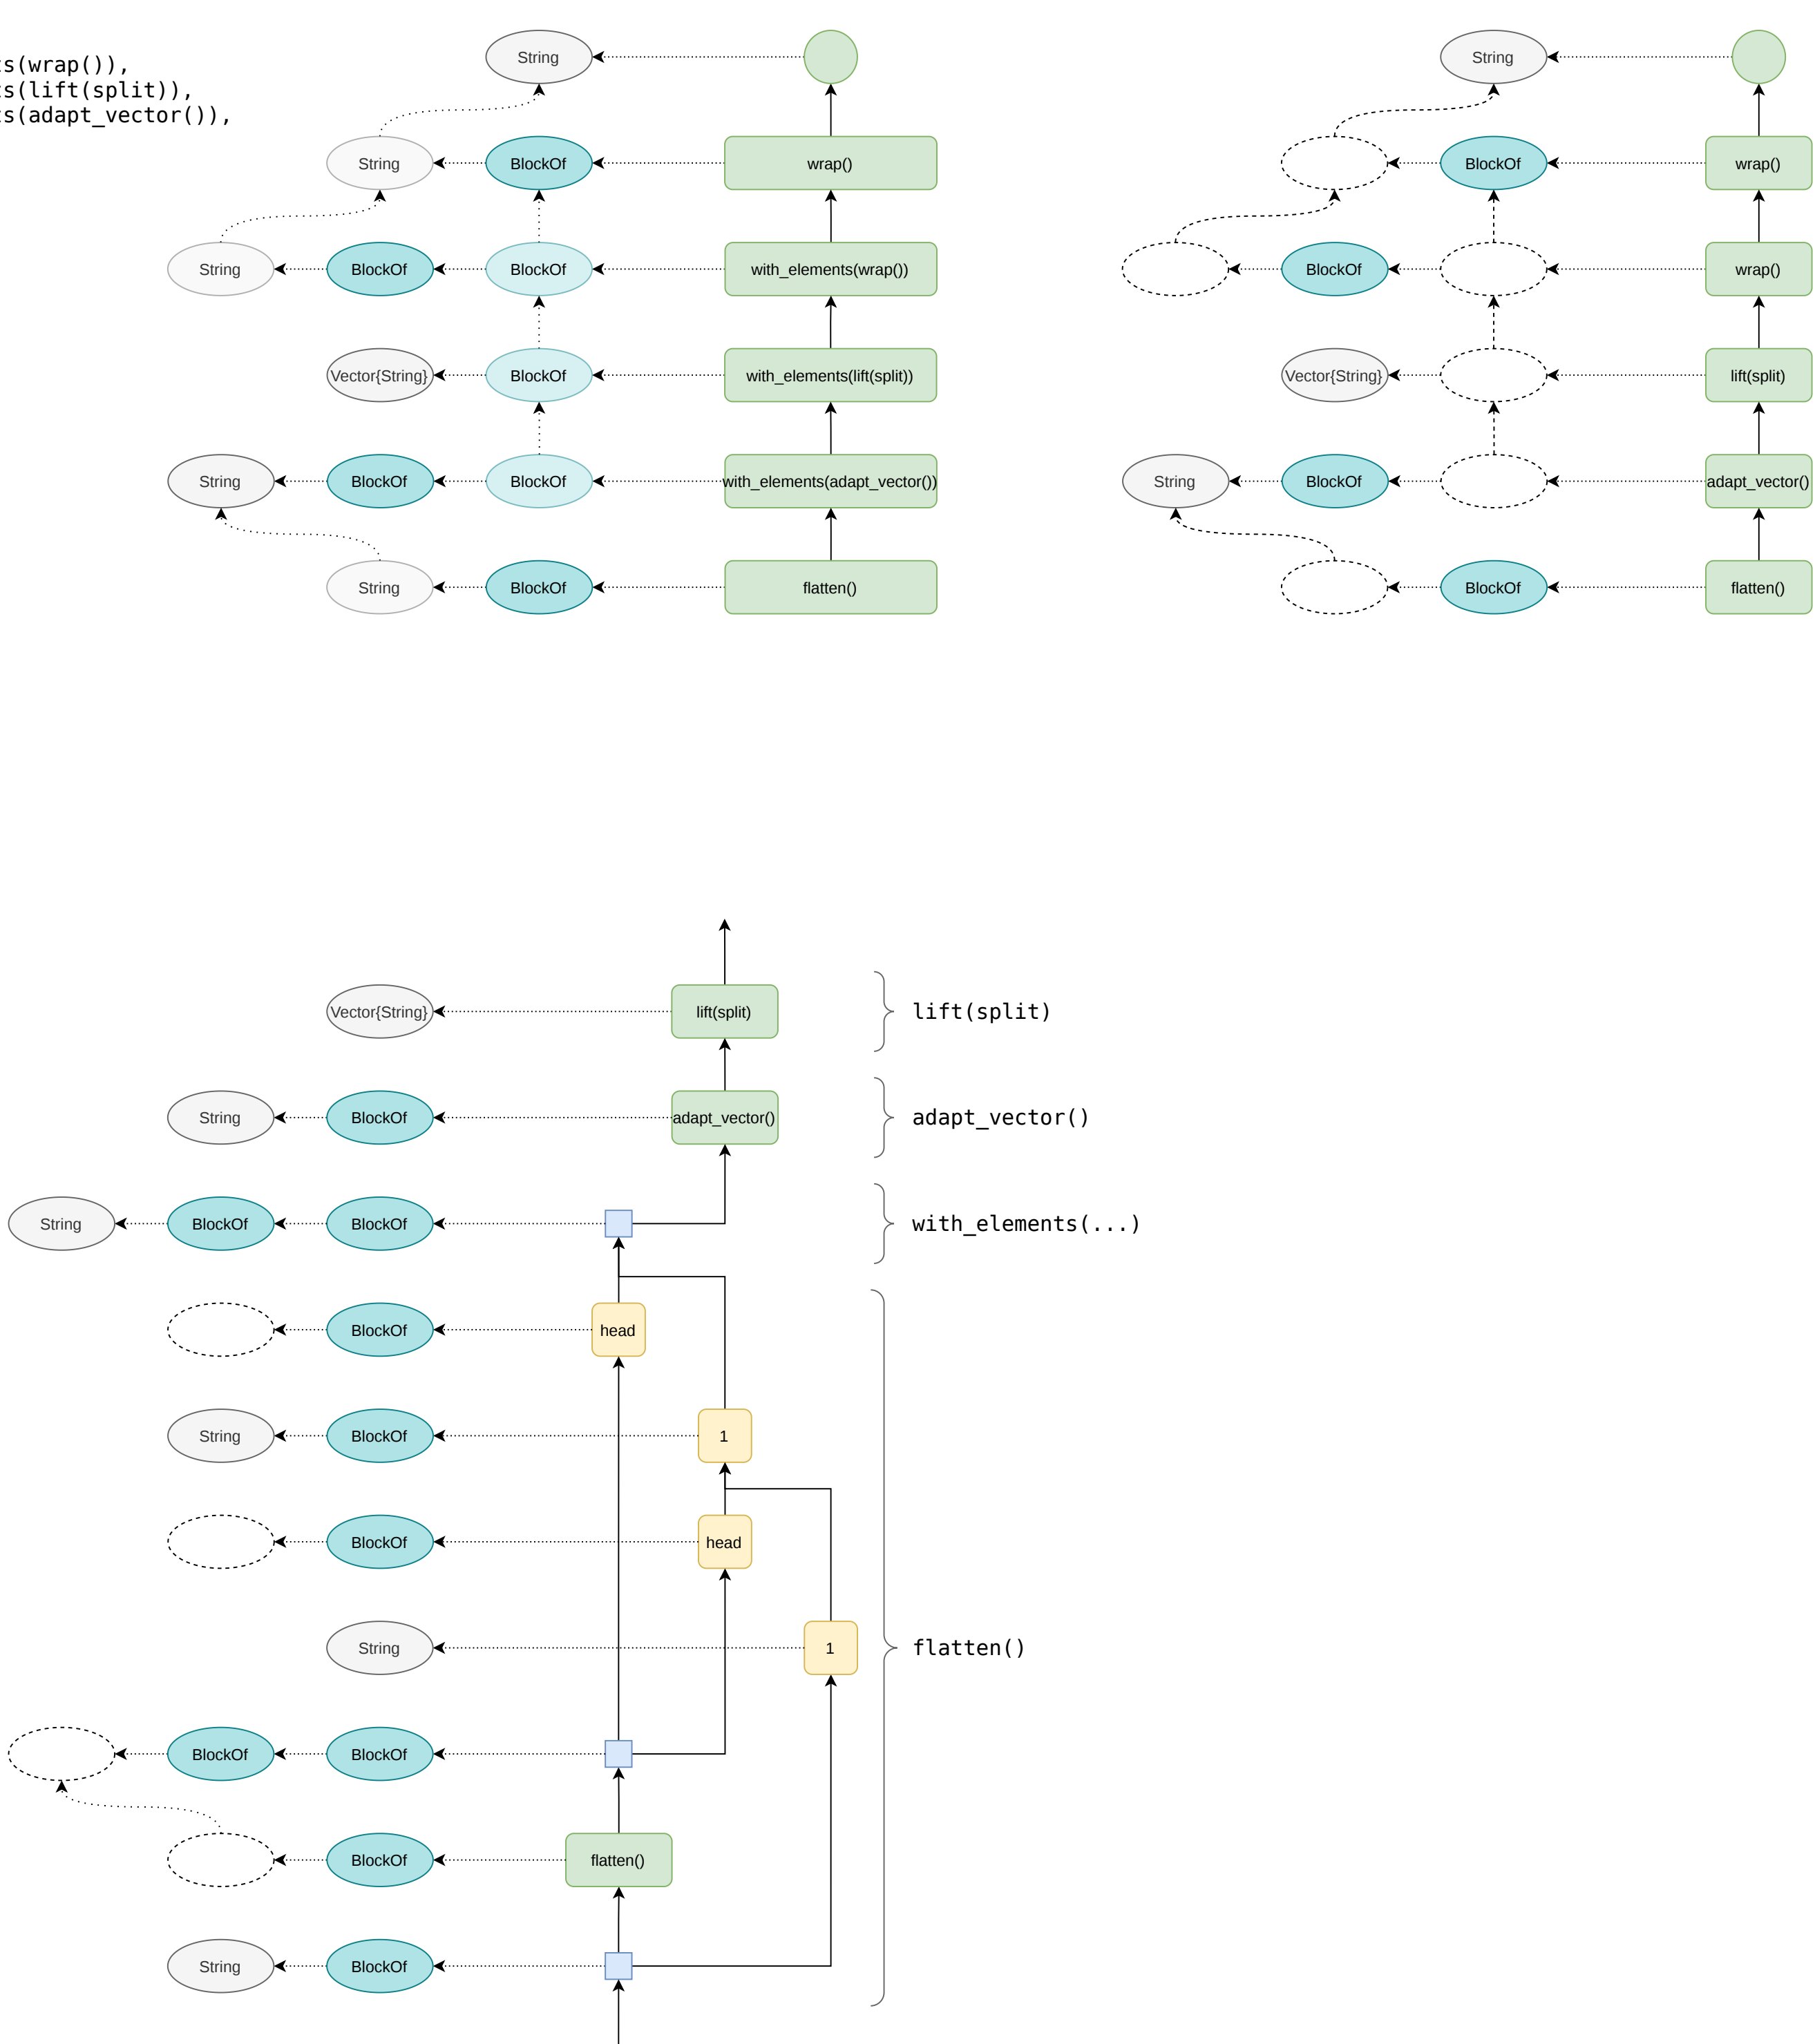 ts(wrap()),
ts(lift(split)),
ts(adapt_vector()),
String
String BlockOf wrap()
String BlockOf BlockOf with_elements(wrap())
Vector{String} BlockOf with_elements(lift(split))
String BlockOf BlockOf with_elements(adapt_vector())
String BlockOf flatten()
String
BlockOf wrap()
BlockOf wrap()
Vector{String} lift(split)
String BlockOf adapt_vector()
BlockOf flatten()
Vector{String} lift(split) lift(split)
String BlockOf adapt_vector() adapt_vector()
String BlockOf BlockOf with_elements(...)
BlockOf head
String BlockOf 1
BlockOf head
String 1 flatten()
BlockOf BlockOf
BlockOf flatten()
String BlockOf